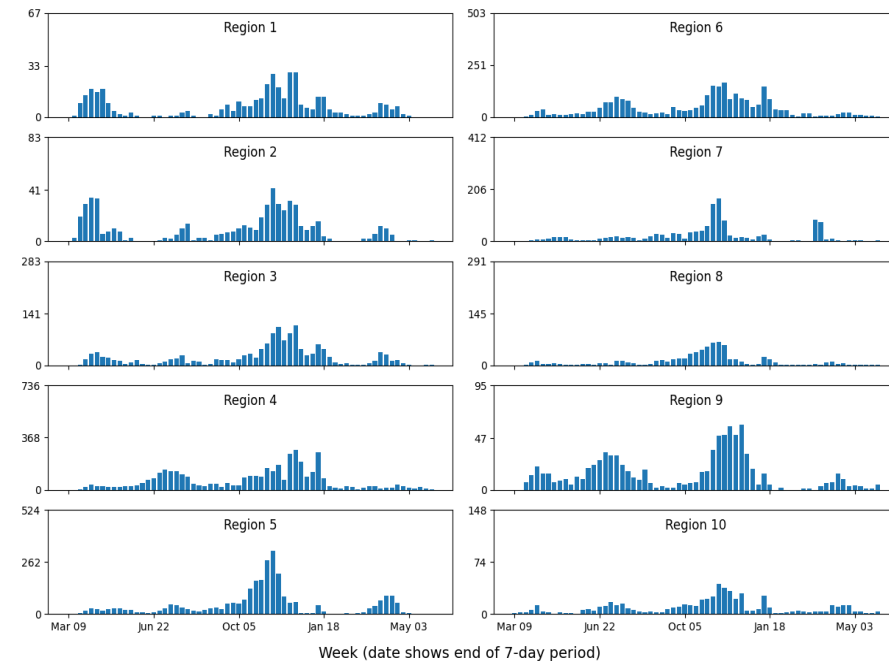 67
33
0
Region 1
503
251
0
Region 6
83
41
0
Region 2
412
206
0
Region 7
283
141
0
Region 3
291
145
0
Region 8
736
368
0
Region 4
95
47
0
Region 9
524
262
0
Region 5
148
74
0
Region 10
Mar 09 Jun 22 Oct 05 Jan 18 May 03
Mar 09 Jun 22 Oct 05 Jan 18 May 03
Week (date shows end of 7-day period)